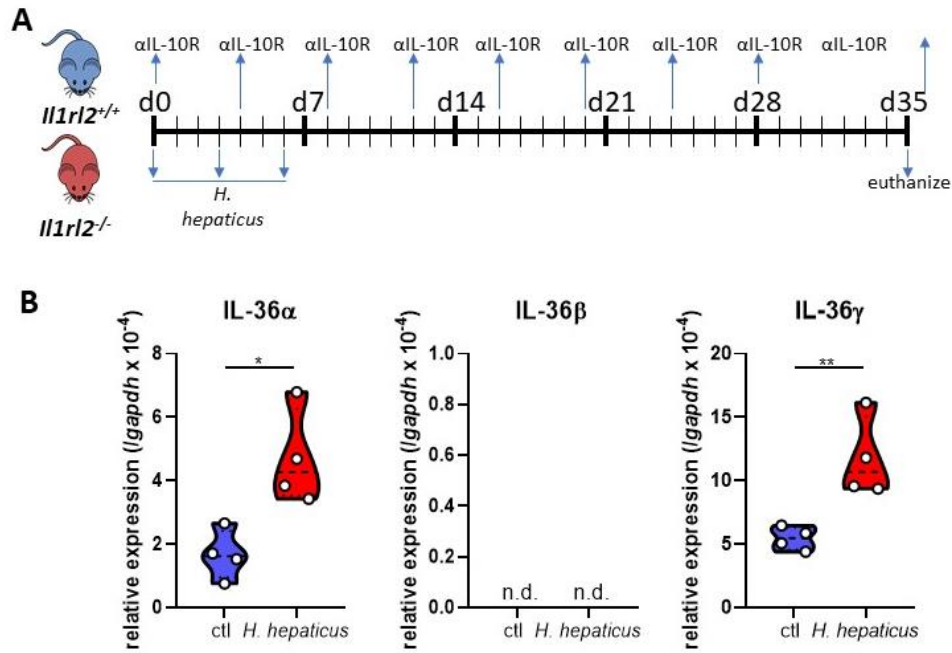 A
αIL-10R αIL-10R αIL-10R αIL-10R αIL-10R αIL-10R αIL-10R αIL-10R αIL-10R
Il1rl2+/+
d0 d7 d14 d21 d28 d35
H.
hepaticus
euthanize
Il1rl2-/-
B
IL-36α
relative expression (/gapdh x 10-4)
8
6
4
2
0
*
ctl H. hepaticus
IL-36β
relative expression (/gapdh x 10-4)
1.0
0.8
0.6
0.4
0.2
0.0
n.d. n.d.
ctl H. hepaticus
IL-36γ
relative expression (/gapdh x 10-4)
20
15
10
5
0
**
ctl H. hepaticus